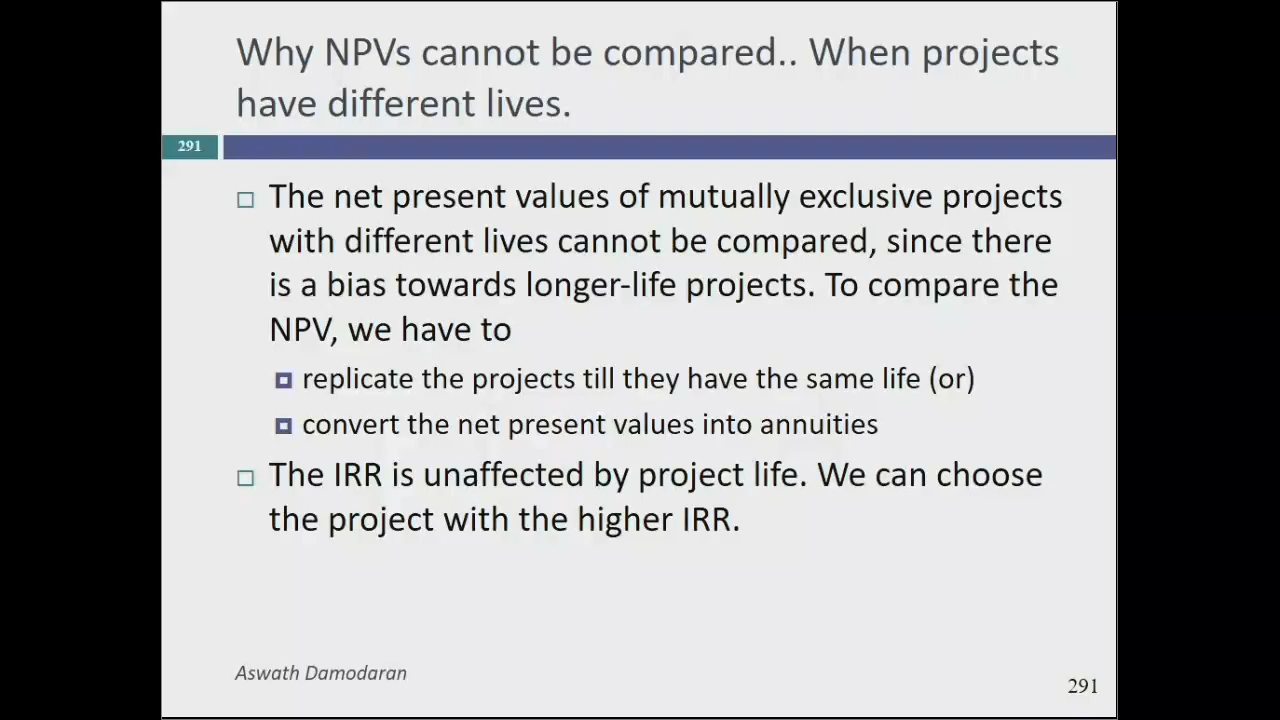 Why NPVs cannot be compared.. When projects
have different lives.
291
The net present values of mutually exclusive projects
with different lives cannot be compared, since there
is a bias towards longer-life projects. To compare the
NPV, we have to
replicate the projects till they have the same life (or)
convert the net present values into annuities
The IRR is unaffected by project life. We can choose
the project with the higher IRR.
Aswath Damodaran
291